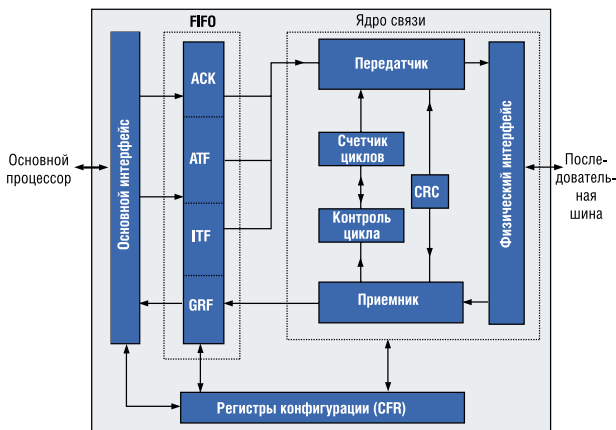 FIFO
Ядро связи
Основной
процессор
Основной интерфейс
ACK
ATF
ITF
GRF
Передатчик
Счетчик
циклов
CRC
Контроль
цикла
Приемник
Физический интерфейс
После-
дователь-
ная
шина
Регистры конфигурации (CFR)